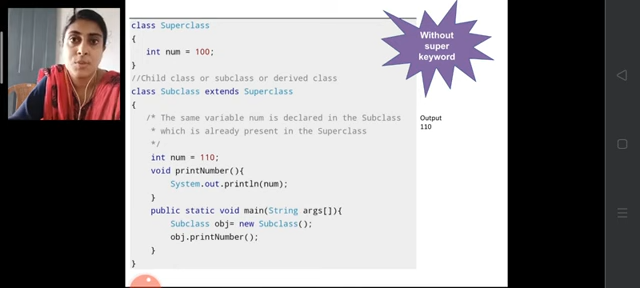 class Superclass
{
int num = 100;
}
//Child class or subclass or derived class
class Subclass extends Superclass
{
/* The same variable num is declared in the Subclass
* which is already present in the Superclass
*/
int num = 110;
void printNumber(){
System.out.println(num);
}
public static void main(String args[]){
Subclass obj= new Subclass();
obj.printNumber();
}
}
Without
super
keyword
Output
110